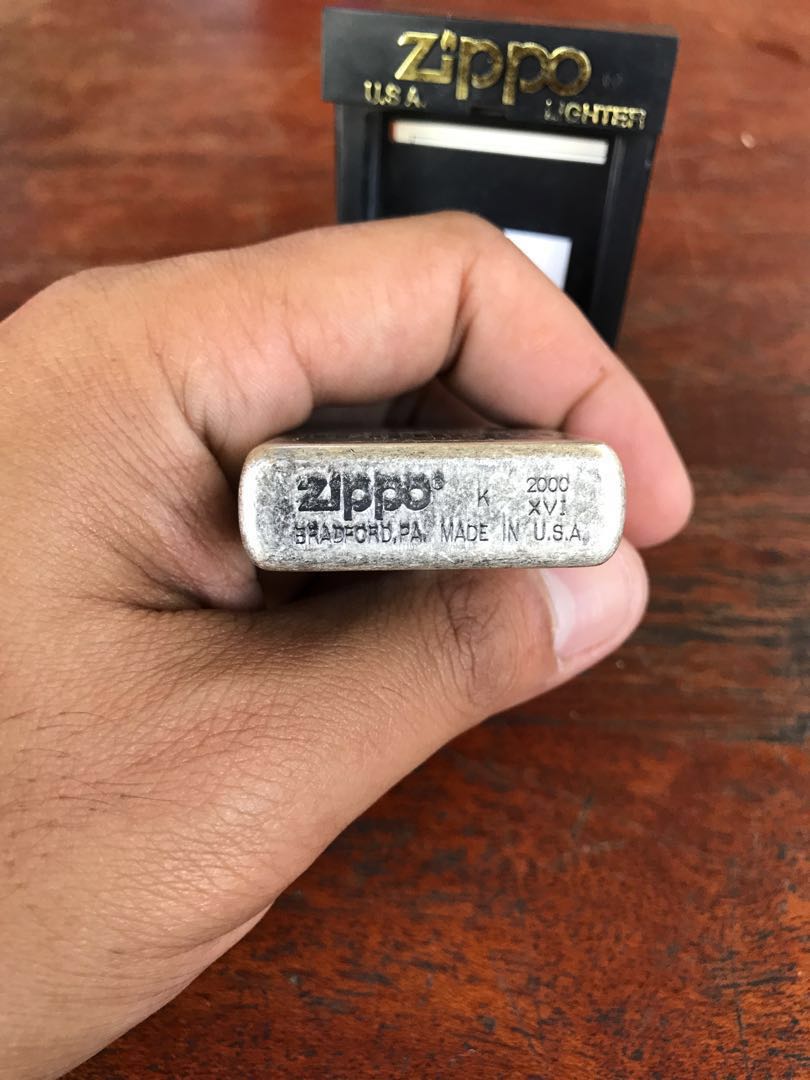 Zippo
U.S.A. LIGHTER
Zippo® K 2000
XVI
BRADFORD, PA. MADE IN U.S.A.